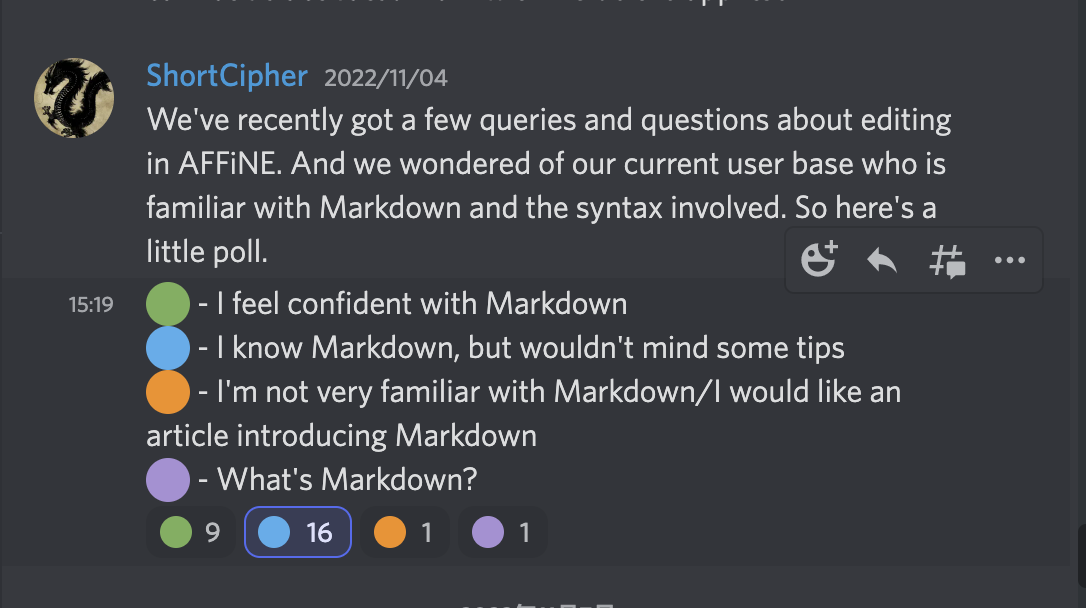 ShortCipher 2022/11/04
We've recently got a few queries and questions about editing
in AFFiNE. And we wondered of our current user base who is
familiar with Markdown and the syntax involved. So here's a
little poll.
15:19 - I feel confident with Markdown
- I know Markdown, but wouldn't mind some tips
- I'm not very familiar with Markdown/I would like an
article introducing Markdown
- What's Markdown?
9 16 1 1